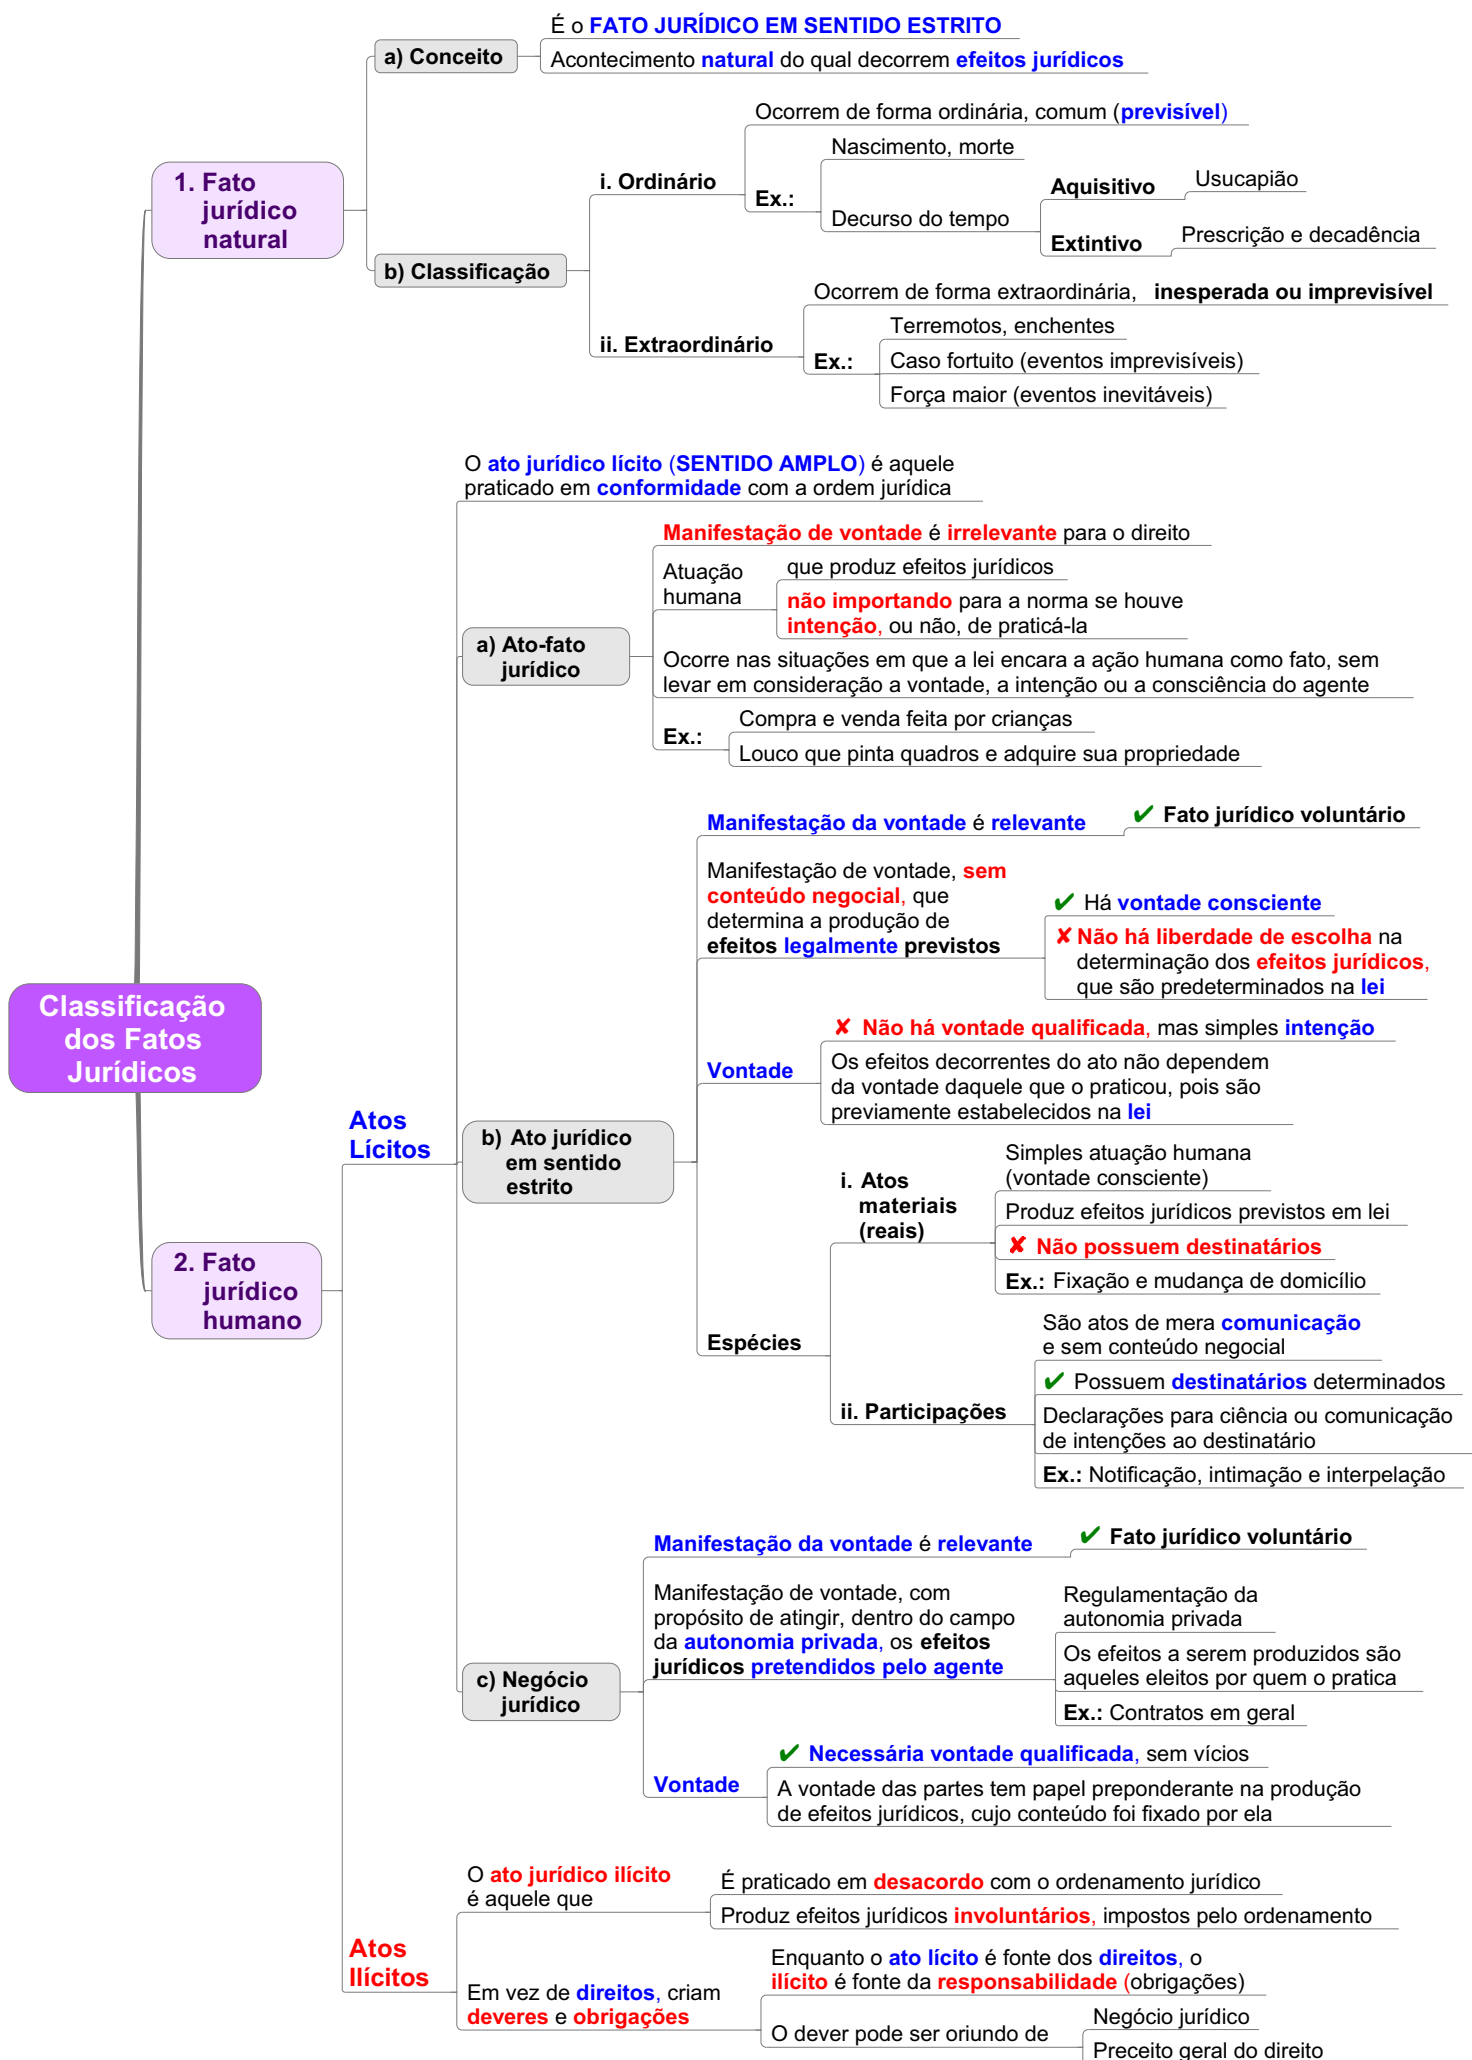 É o FATO JURÍDICO EM SENTIDO ESTRITO
a) Conceito
Acontecimento natural do qual decorrem efeitos jurídicos
Ocorrem de forma ordinária, comum (previsível)
Nascimento, morte
1. Fato
jurídico
natural
i. Ordinário
Ex.:
Aquisitivo
Usucapião
Decurso do tempo
Extintivo
Prescrição e decadência
b) Classificação
Ocorrem de forma extraordinária, inesperada ou imprevisível
Terremotos, enchentes
ii. Extraordinário
Ex.:
Caso fortuito (eventos imprevisíveis)
Força maior (eventos inevitáveis)
O ato jurídico lícito (SENTIDO AMPLO) é aquele
praticado em conformidade com a ordem jurídica
Manifestação de vontade é irrelevante para o direito
Atuação
humana
que produz efeitos jurídicos
não importando para a norma se houve
intenção, ou não, de praticá-la
a) Ato-fato
jurídico
Ocorre nas situações em que a lei encara a ação humana como fato, sem
levar em consideração a vontade, a intenção ou a consciência do agente
Ex.:
Compra e venda feita por crianças
Louco que pinta quadros e adquire sua propriedade
Manifestação da vontade é relevante
✔ Fato jurídico voluntário
Manifestação de vontade, sem
conteúdo negocial, que
determina a produção de
efeitos legalmente previstos
✔ Há vontade consciente
✘ Não há liberdade de escolha na
determinação dos efeitos jurídicos,
que são predeterminados na lei
Classificação
dos Fatos
Jurídicos
Vontade
✘ Não há vontade qualificada, mas simples intenção
Os efeitos decorrentes do ato não dependem
da vontade daquele que o praticou, pois são
previamente estabelecidos na lei
Atos
Lícitos
b) Ato jurídico
em sentido
estrito
i. Atos
materiais
(reais)
Simples atuação humana
(vontade consciente)
Produz efeitos jurídicos previstos em lei
✘ Não possuem destinatários
Ex.: Fixação e mudança de domicílio
2. Fato
jurídico
humano
Espécies
São atos de mera comunicação
e sem conteúdo negocial
✔ Possuem destinatários determinados
ii. Participações
Declarações para ciência ou comunicação
de intenções ao destinatário
Ex.: Notificação, intimação e interpelação
Manifestação da vontade é relevante
✔ Fato jurídico voluntário
Manifestação de vontade, com
propósito de atingir, dentro do campo
da autonomia privada, os efeitos
jurídicos pretendidos pelo agente
Regulamentação da
autonomia privada
Os efeitos a serem produzidos são
aqueles eleitos por quem o pratica
Ex.: Contratos em geral
c) Negócio
jurídico
Vontade
✔ Necessária vontade qualificada, sem vícios
A vontade das partes tem papel preponderante na produção
de efeitos jurídicos, cujo conteúdo foi fixado por ela
O ato jurídico ilícito
é aquele que
É praticado em desacordo com o ordenamento jurídico
Produz efeitos jurídicos involuntários, impostos pelo ordenamento
Atos
Ilícitos
Em vez de direitos, criam
deveres e obrigações
Enquanto o ato lícito é fonte dos direitos, o
ilícito é fonte da responsabilidade (obrigações)
O dever pode ser oriundo de
Negócio jurídico
Preceito geral do direito